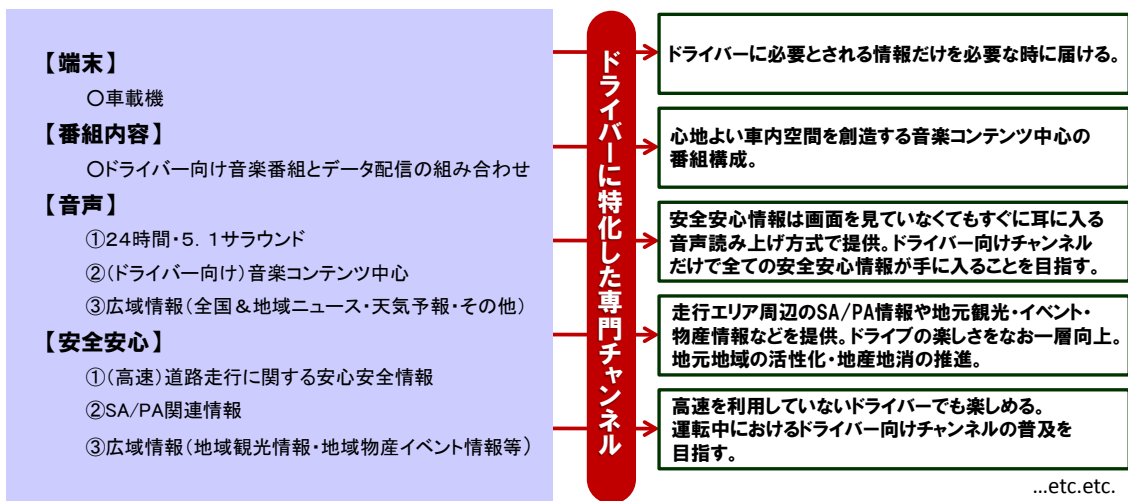 【端末】
○車載機
【番組内容】
○ドライバー向け音楽番組とデータ配信の組み合わせ
【音声】
①24時間・5.1サラウンド
②(ドライバー向け)音楽コンテンツ中心
③広域情報(全国&地域ニュース・天気予報・その他)
【安全安心】
①(高速)道路走行に関する安心安全情報
②SA/PA関連情報
③広域情報(地域観光情報・地域物産イベント情報等)
ドライバーに特化した専門チャンネル
ドライバーに必要とされる情報だけを必要な時に届ける。
心地よい車内空間を創造する音楽コンテンツ中心の
番組構成。
安全安心情報は画面を見ていなくてもすぐに耳に入る
音声読み上げ方式で提供。ドライバー向けチャンネル
だけで全ての安全安心情報が手に入ることを目指す。
走行エリア周辺のSA/PA情報や地元観光・イベント・
物産情報などを提供。ドライブの楽しさをなお一層向上。
地元地域の活性化・地産地消の推進。
高速を利用していないドライバーでも楽しめる。
運転中におけるドライバー向けチャンネルの普及を
目指す。
...etc.etc.